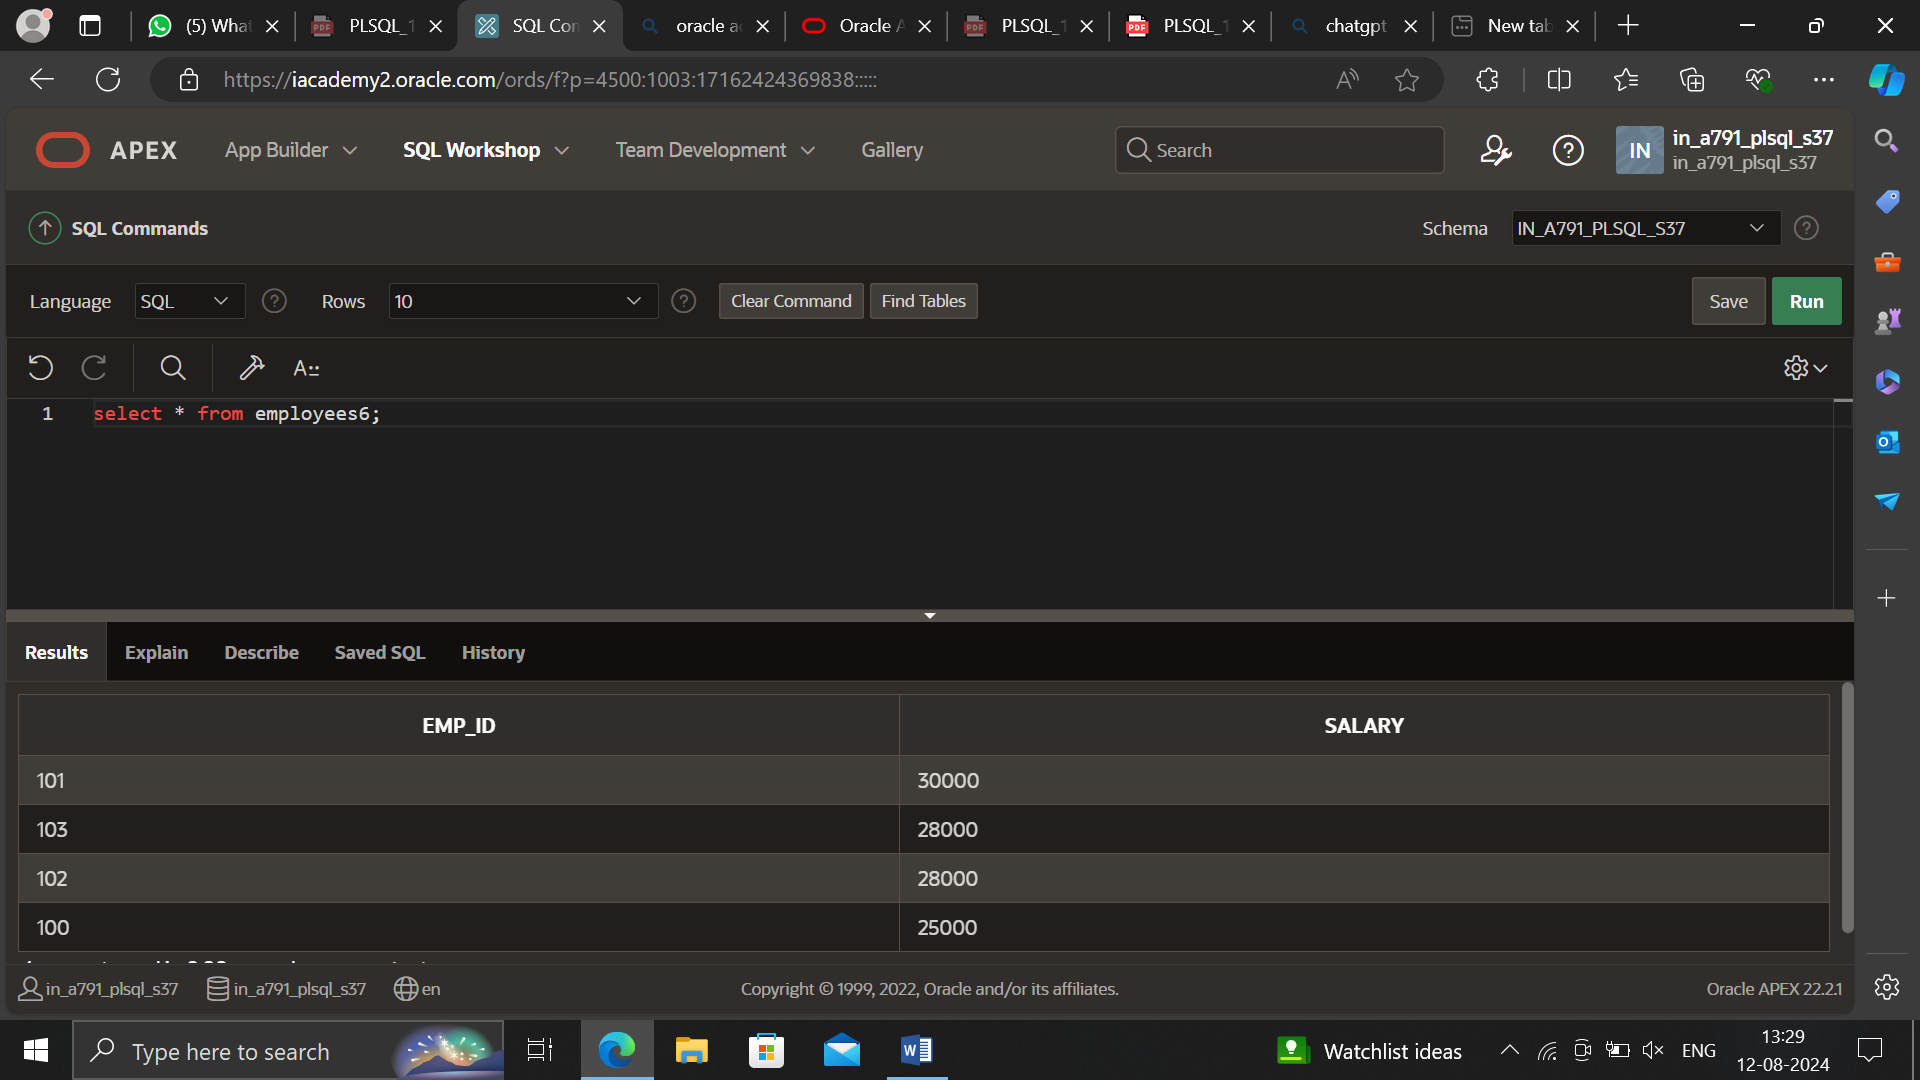 (5) What
PLSQL_1
SQL Con
oracle ac
Oracle A
PLSQL_1
PLSQL_1
chatgpt
New tab
https://iacademy2.oracle.com/ords/f?p=4500:1003:17162424369838:::::
APEX
App Builder
SQL Workshop
Team Development
Gallery
Search
IN
in_a791_plsql_s37
in_a791_plsql_s37
SQL Commands
Schema
IN_A791_PLSQL_S37
Language
SQL
Rows
10
Clear Command
Find Tables
Save
Run
1 select * from employees6;
Results
Explain
Describe
Saved SQL
History
EMP_ID SALARY
101 30000
103 28000
102 28000
100 25000
in_a791_plsql_s37
in_a791_plsql_s37
en
Copyright © 1999, 2022, Oracle and/or its affiliates.
Oracle APEX 22.2.1
Type here to search
Watchlist ideas
ENG
13:29
12-08-2024